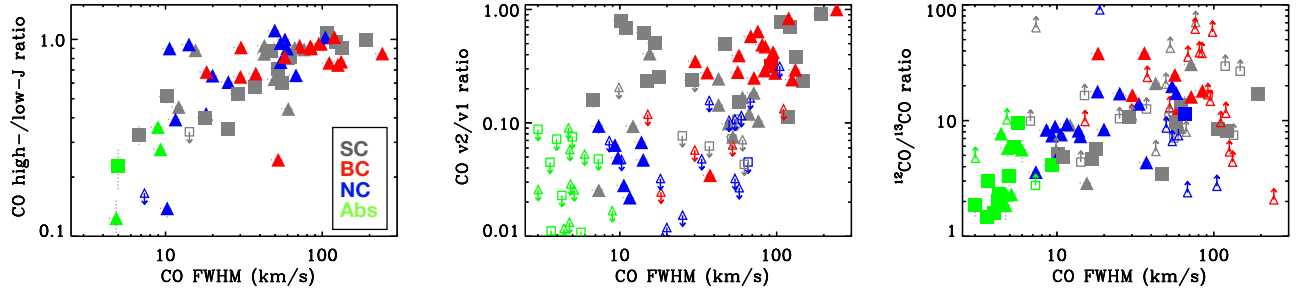 CO high-/low-J ratio
1.0
0.1
10
100
CO FWHM (km/s)
SC
BC
NC
Abs
CO v2/v1 ratio
1.00
0.10
0.01
10
100
CO FWHM (km/s)
¹²CO/¹³CO ratio
100
10
1
10
100
CO FWHM (km/s)